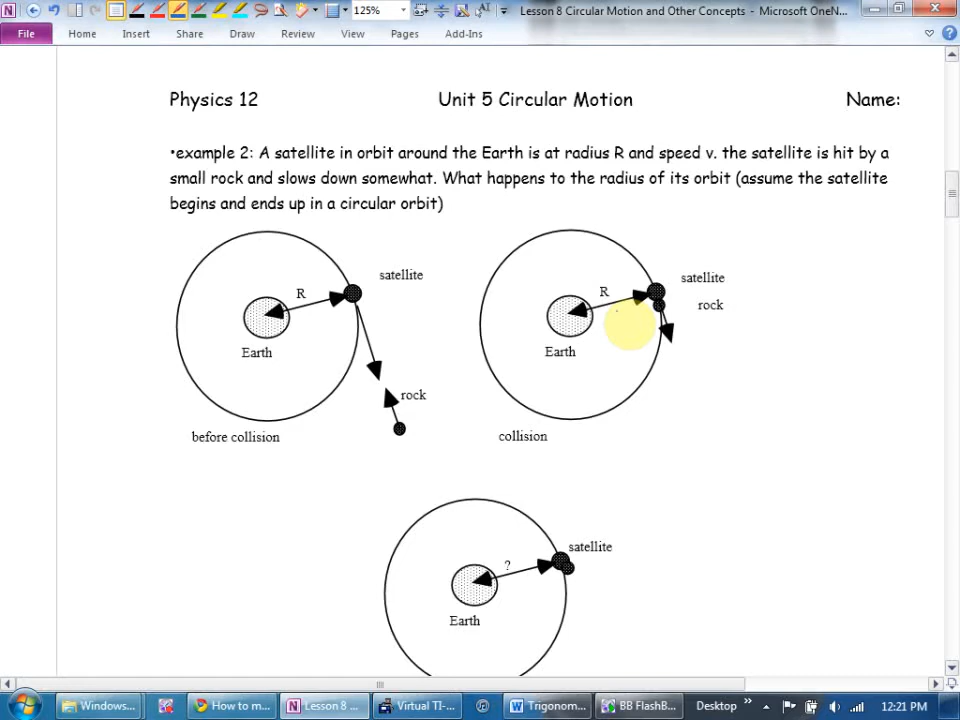 125%
Lesson 8 Circular Motion and Other Concepts - Microsoft OneN...
File Home Insert Share Draw Review View Pages Add-Ins
Physics 12 Unit 5 Circular Motion Name:
•example 2: A satellite in orbit around the Earth is at radius R and speed v. the satellite is hit by a
small rock and slows down somewhat. What happens to the radius of its orbit (assume the satellite
begins and ends up in a circular orbit)
satellite
R
Earth
rock
before collision
satellite
R
rock
Earth
collision
satellite
?
Earth
Windows... How to m... Lesson 8 ... Virtual TI-... Trigonom... BB FlashB... Desktop 12:21 PM